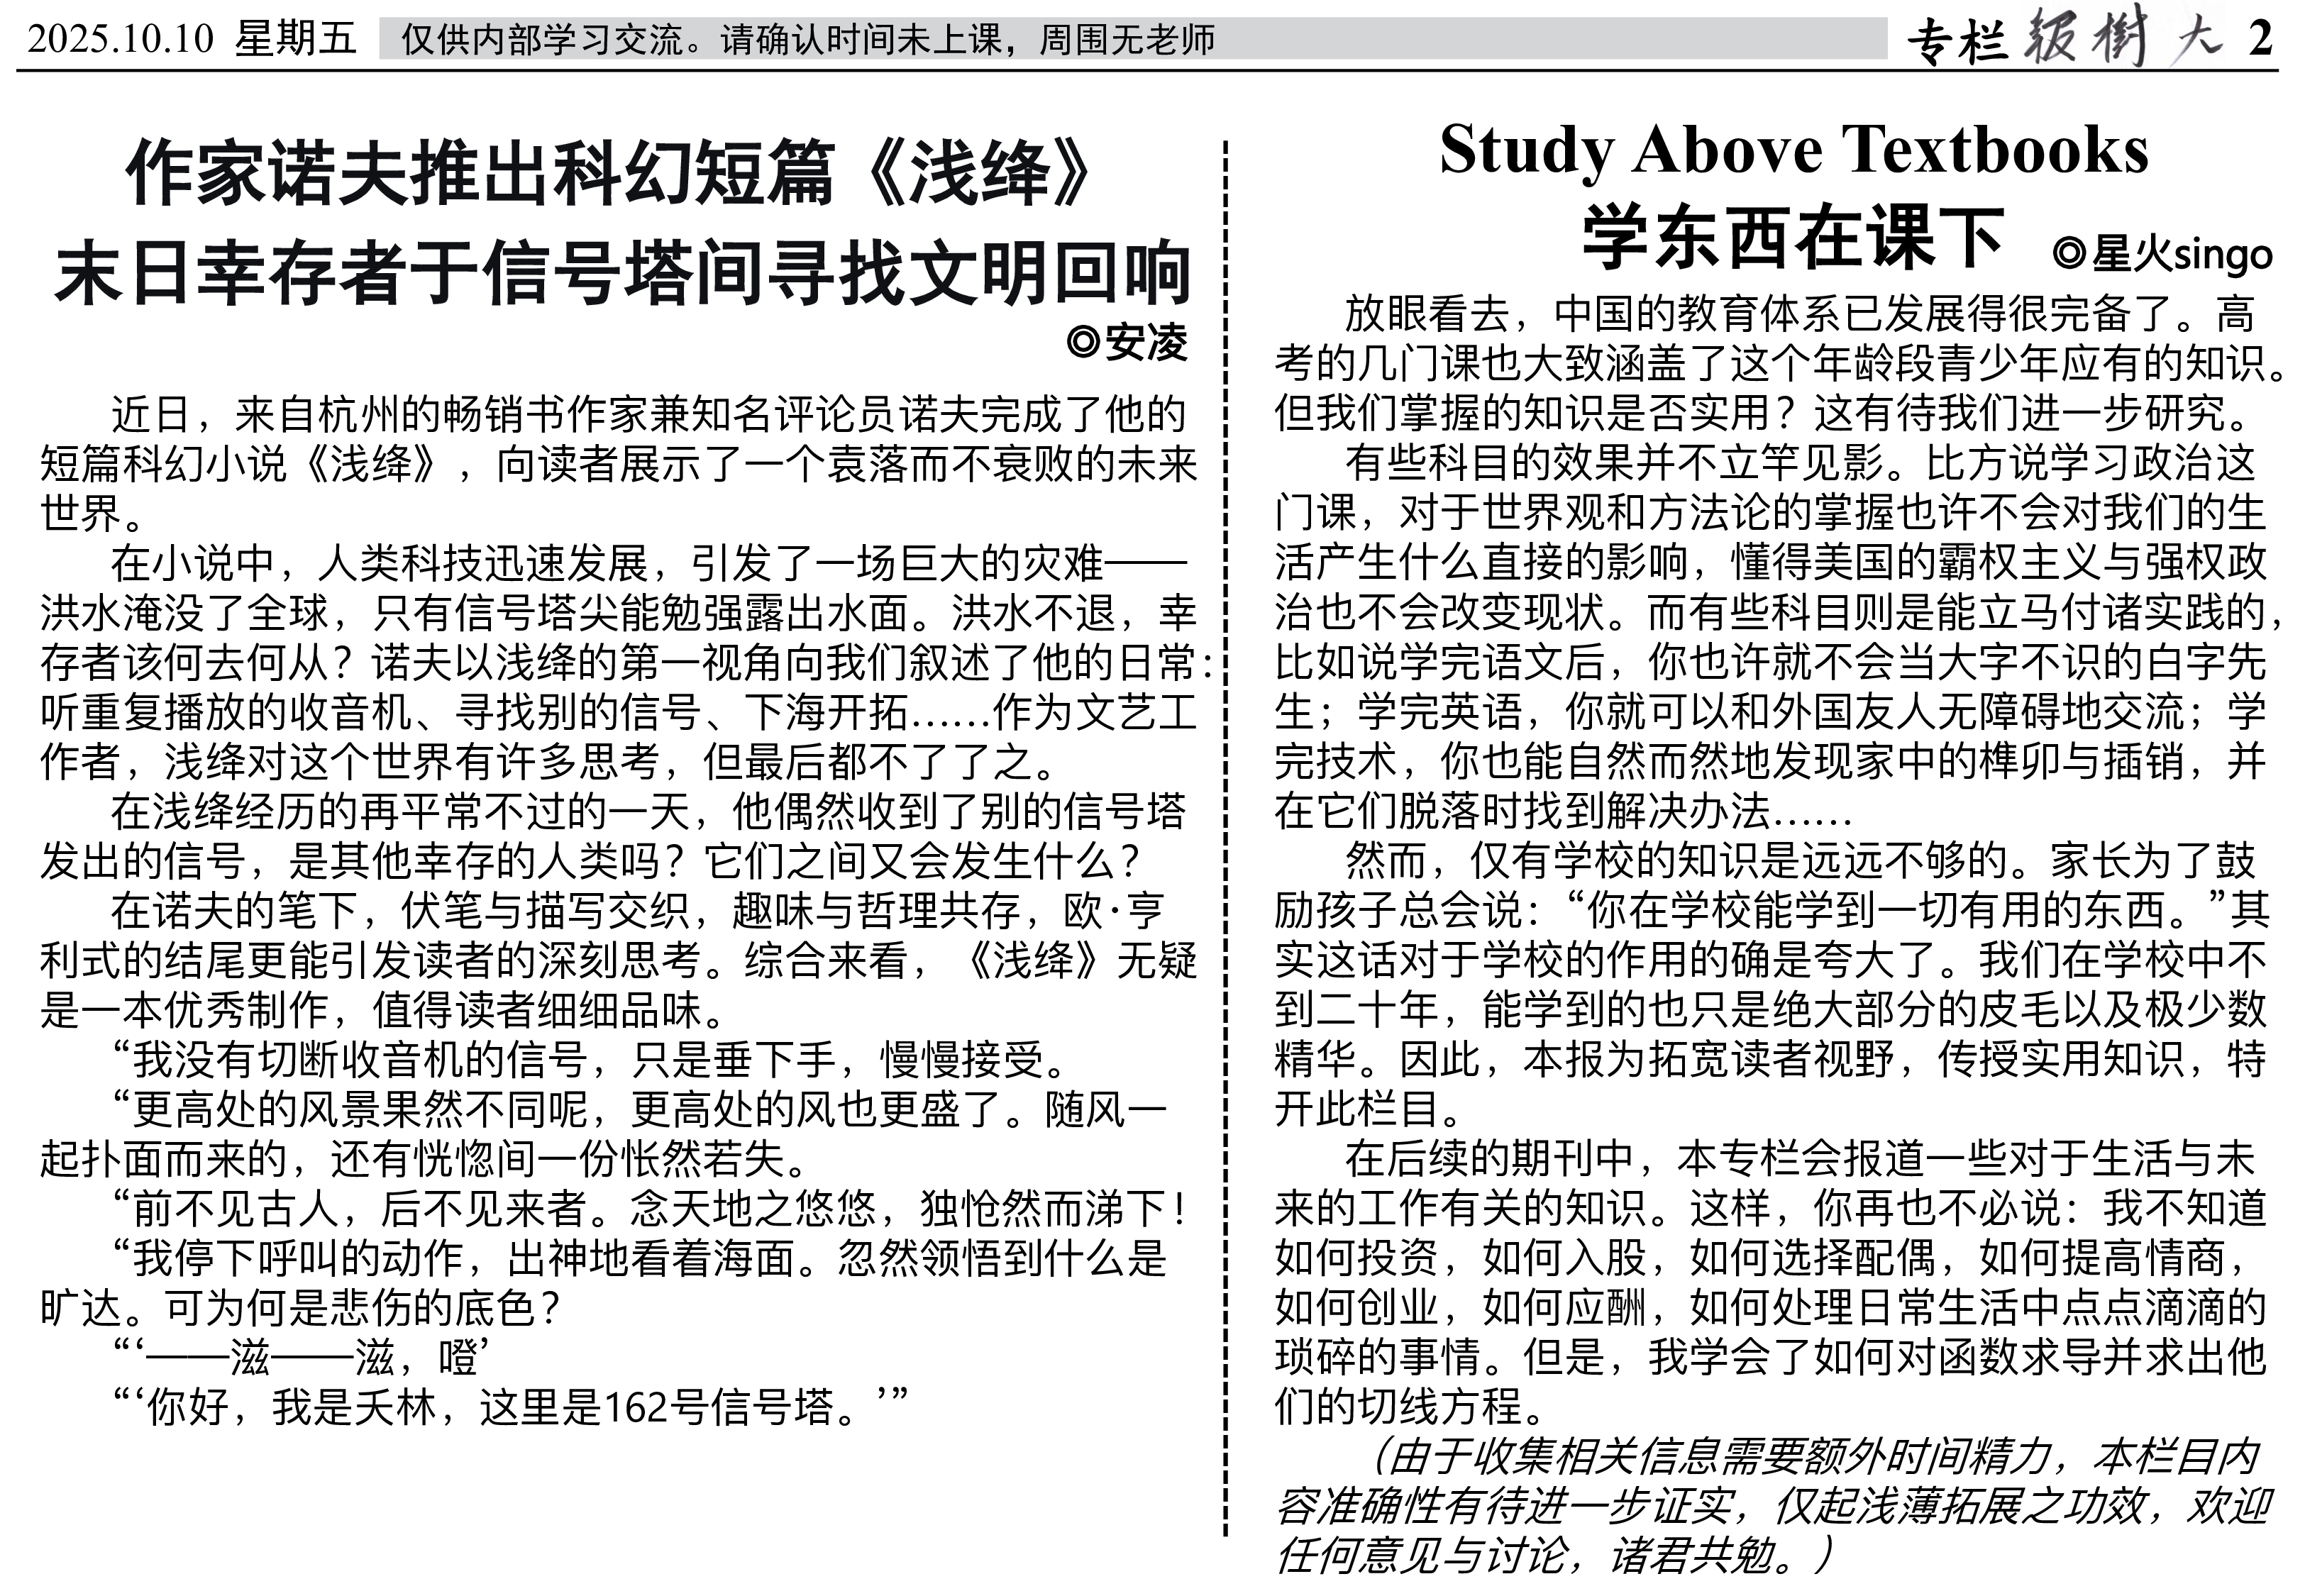 2025.10.10 星期五 仅供内部学习交流。请确认时间未上课，周围无老师 专栏 大樹報 2
作家诺夫推出科幻短篇《浅绛》
末日幸存者于信号塔间寻找文明回响
◎安凌
近日，来自杭州的畅销书作家兼知名评论员诺夫完成了他的
短篇科幻小说《浅绛》，向读者展示了一个袁落而不衰败的未来
世界。
在小说中，人类科技迅速发展，引发了一场巨大的灾难——
洪水淹没了全球，只有信号塔尖能勉强露出水面。洪水不退，幸
存者该何去何从？诺夫以浅绛的第一视角向我们叙述了他的日常：
听重复播放的收音机、寻找别的信号、下海开拓……作为文艺工
作者，浅绛对这个世界有许多思考，但最后都不了了之。
在浅绛经历的再平常不过的一天，他偶然收到了别的信号塔
发出的信号，是其他幸存的人类吗？它们之间又会发生什么？
在诺夫的笔下，伏笔与描写交织，趣味与哲理共存，欧·亨
利式的结尾更能引发读者的深刻思考。综合来看，《浅绛》无疑
是一本优秀制作，值得读者细细品味。
“我没有切断收音机的信号，只是垂下手，慢慢接受。
“更高处的风景果然不同呢，更高处的风也更盛了。随风一
起扑面而来的，还有恍惚间一份怅然若失。
“前不见古人，后不见来者。念天地之悠悠，独怆然而涕下！
“我停下呼叫的动作，出神地看着海面。忽然领悟到什么是
旷达。可为何是悲伤的底色？
“‘——滋——滋，噔’
“‘你好，我是夭林，这里是162号信号塔。’”
Study Above Textbooks
学东西在课下 ◎星火singo
放眼看去，中国的教育体系已发展得很完备了。高
考的几门课也大致涵盖了这个年龄段青少年应有的知识。
但我们掌握的知识是否实用？这有待我们进一步研究。
有些科目的效果并不立竿见影。比方说学习政治这
门课，对于世界观和方法论的掌握也许不会对我们的生
活产生什么直接的影响，懂得美国的霸权主义与强权政
治也不会改变现状。而有些科目则是能立马付诸实践的，
比如说学完语文后，你也许就不会当大字不识的白字先
生；学完英语，你就可以和外国友人无障碍地交流；学
完技术，你也能自然而然地发现家中的榫卯与插销，并
在它们脱落时找到解决办法……
然而，仅有学校的知识是远远不够的。家长为了鼓
励孩子总会说：“你在学校能学到一切有用的东西。”其
实这话对于学校的作用的确是夸大了。我们在学校中不
到二十年，能学到的也只是绝大部分的皮毛以及极少数
精华。因此，本报为拓宽读者视野，传授实用知识，特
开此栏目。
在后续的期刊中，本专栏会报道一些对于生活与未
来的工作有关的知识。这样，你再也不必说：我不知道
如何投资，如何入股，如何选择配偶，如何提高情商，
如何创业，如何应酬，如何处理日常生活中点点滴滴的
琐碎的事情。但是，我学会了如何对函数求导并求出他
们的切线方程。
（由于收集相关信息需要额外时间精力，本栏目内
容准确性有待进一步证实，仅起浅薄拓展之功效，欢迎
任何意见与讨论，诸君共勉。）